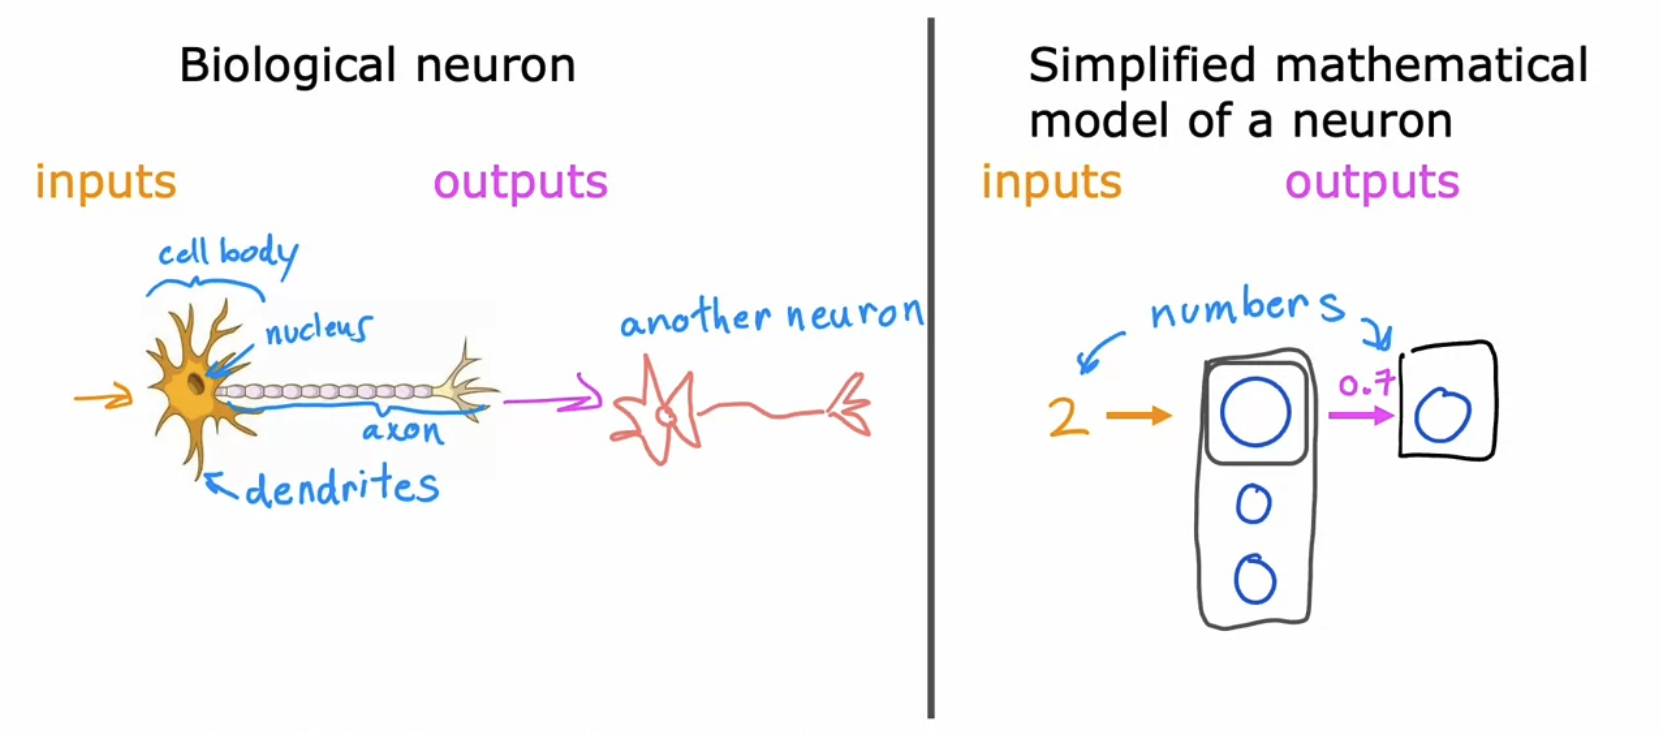 Biological neuron
inputs
outputs
cell body
nucleus
another neuron
axon
dendrites
Simplified mathematical
model of a neuron
inputs
outputs
numbers
2
0.7